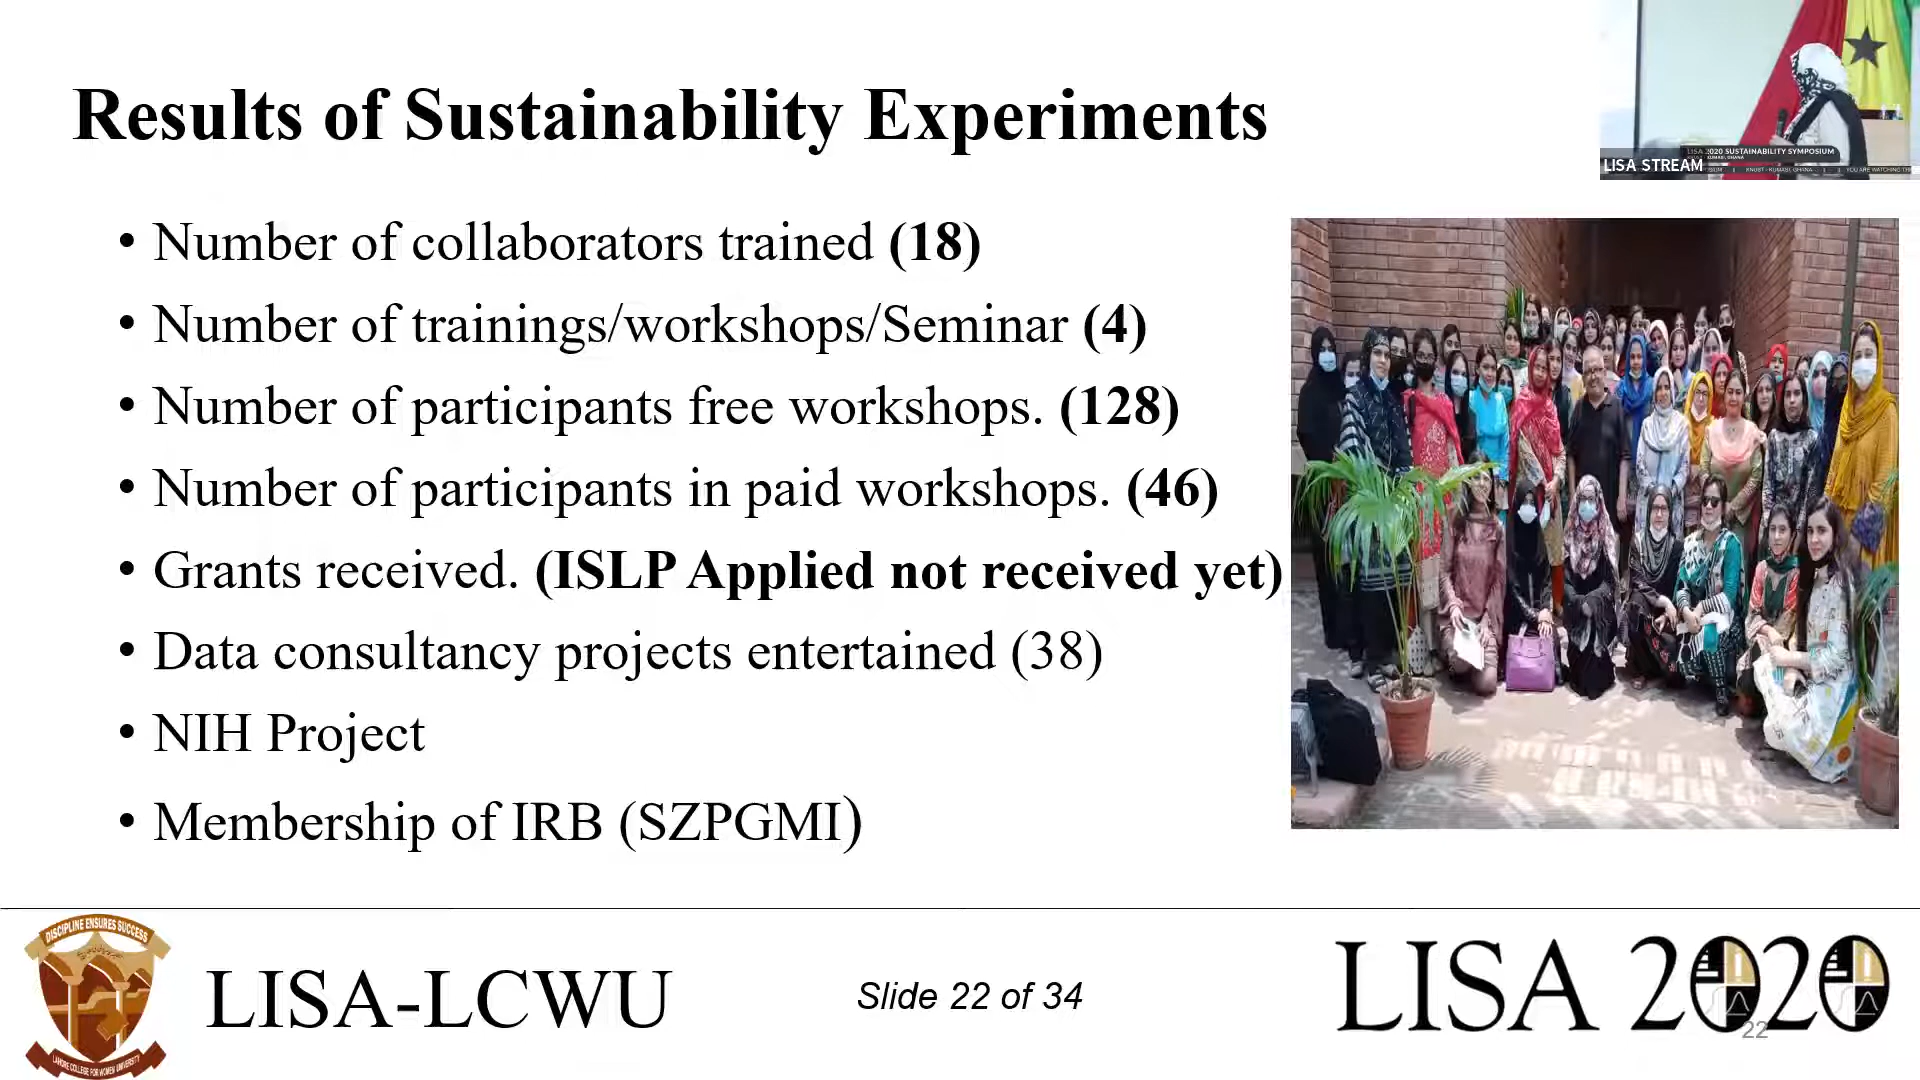 Results of Sustainability Experiments
LISA 2020 SUSTAINABILITY SYMPOSIUM
LISA STREAM
KNUST - KUMASI, GHANA
• Number of collaborators trained (18)
• Number of trainings/workshops/Seminar (4)
• Number of participants free workshops. (128)
• Number of participants in paid workshops. (46)
• Grants received. (ISLP Applied not received yet)
• Data consultancy projects entertained (38)
• NIH Project
• Membership of IRB (SZPGMI)
DISCIPLINE ENSURES SUCCESS
LAHORE COLLEGE FOR WOMEN UNIVERSITY
LISA-LCWU
Slide 22 of 34
LISA 2020
22